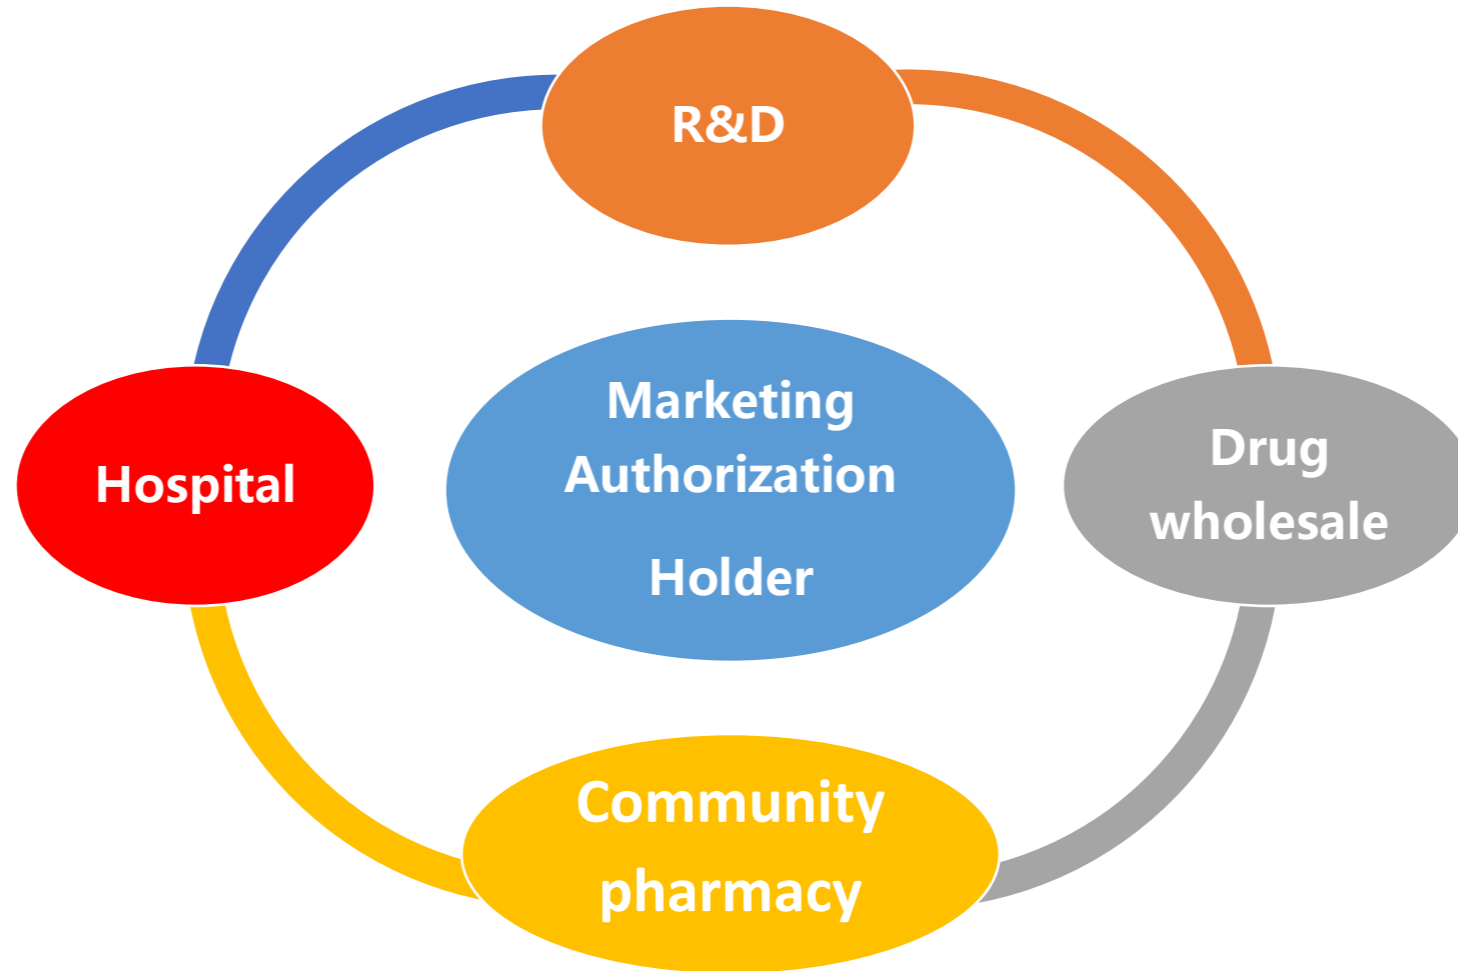 R&D
Marketing
Authorization
Holder
Hospital
Drug
wholesale
Community
pharmacy